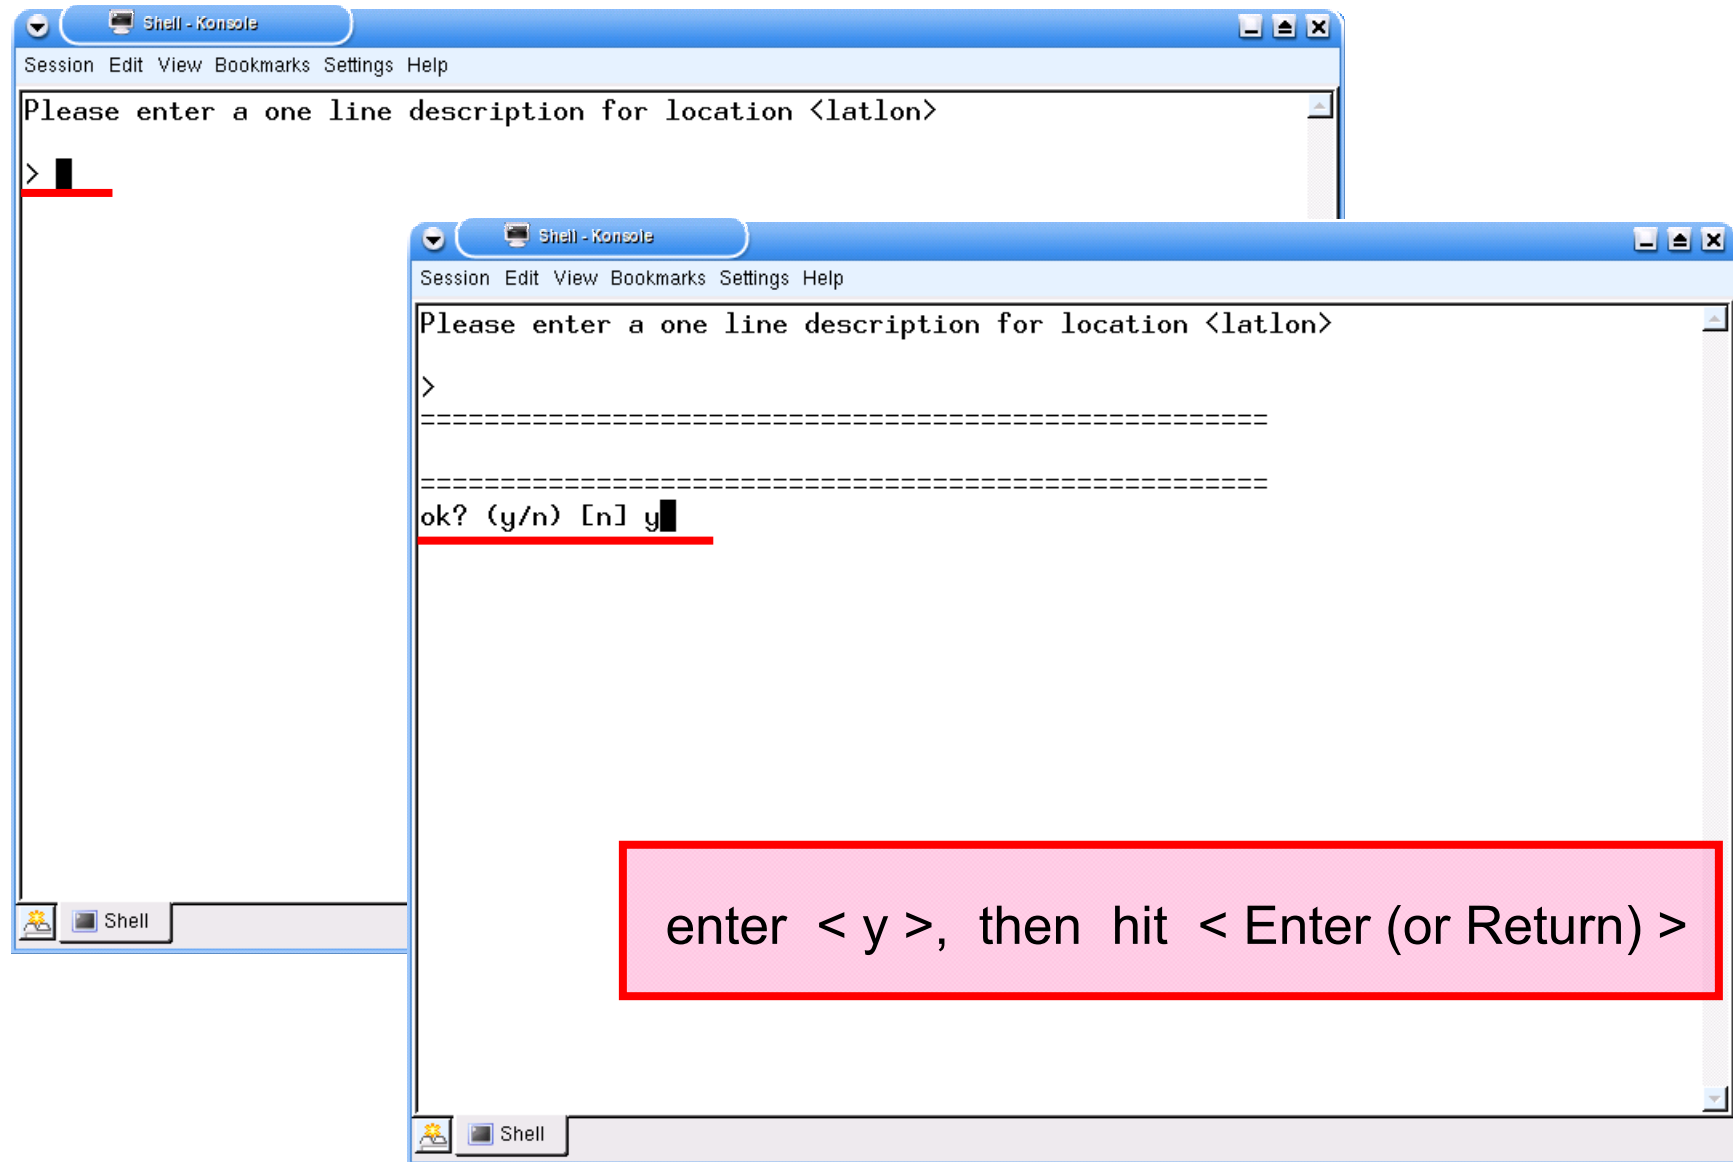 Shell - Konsole
Session Edit View Bookmarks Settings Help
Please enter a one line description for location <latlon>
>
Shell
Shell - Konsole
Session Edit View Bookmarks Settings Help
Please enter a one line description for location <latlon>
>
=====================================================
=====================================================
ok? (y/n) [n] y
enter < y >, then hit < Enter (or Return) >
Shell